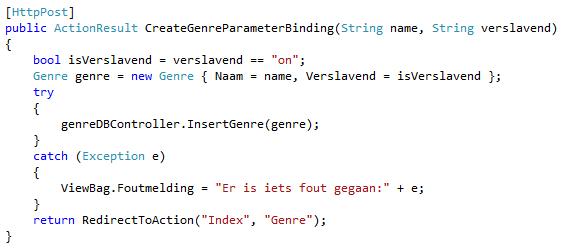 [HttpPost]
public ActionResult CreateGenreParameterBinding(String name, String verslavend)
{
    bool isVerslavend = verslavend == "on";
    Genre genre = new Genre { Naam = name, Verslavend = isVerslavend };
    try
    {
        genreDBController.InsertGenre(genre);
    }
    catch (Exception e)
    {
        ViewBag.Foutmelding = "Er is iets fout gegaan:" + e;
    }
    return RedirectToAction("Index", "Genre");
}